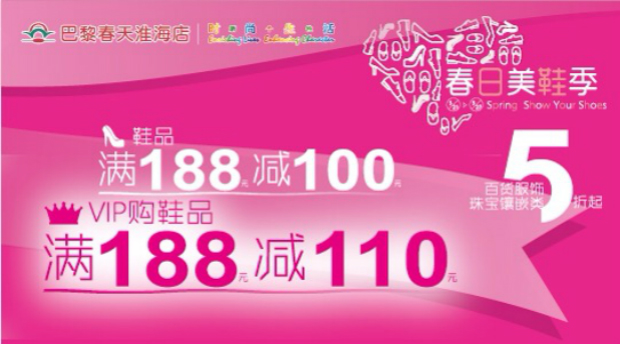 巴黎春天淮海店
春日美鞋季
Spring Show Your Shoes
鞋品
满188元减100元
百货服饰
珠宝镶嵌类5折起
VIP购鞋品
满188元减110元